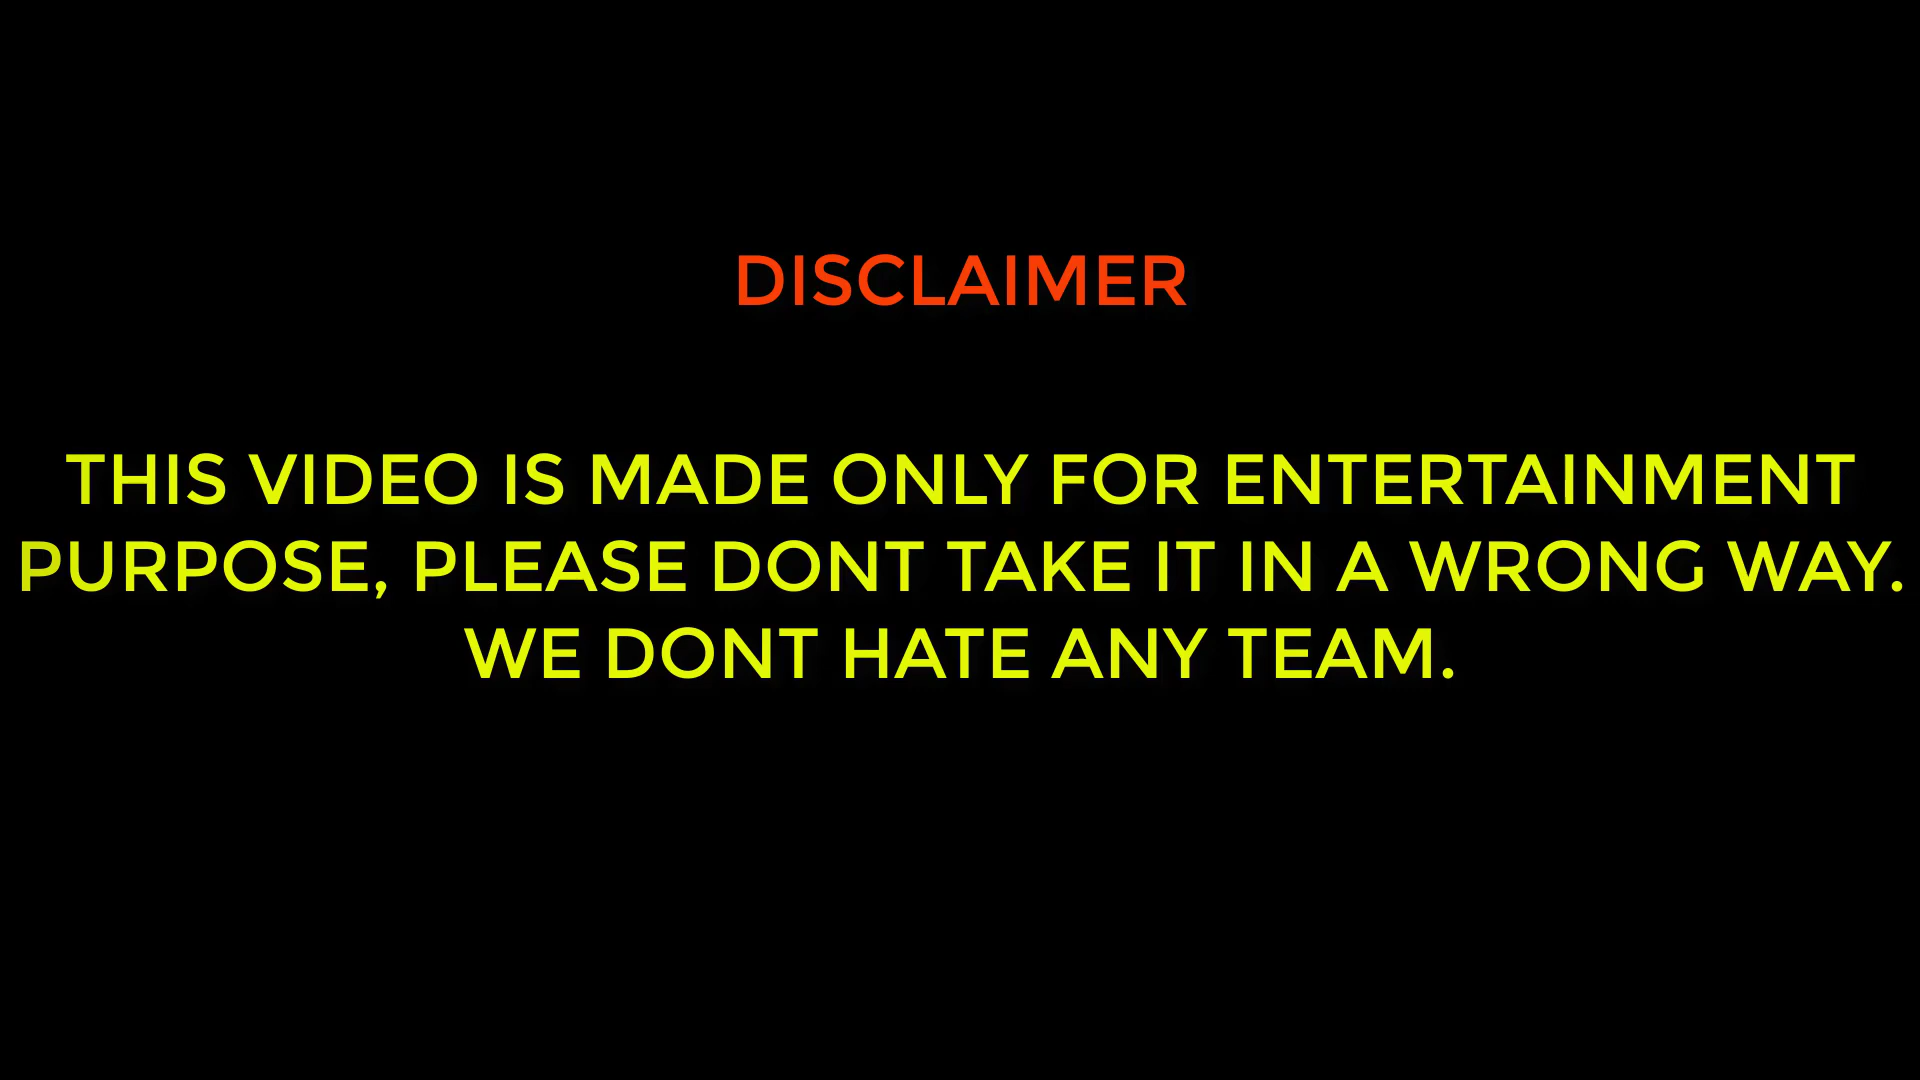 DISCLAIMER
THIS VIDEO IS MADE ONLY FOR ENTERTAINMENT
PURPOSE, PLEASE DONT TAKE IT IN A WRONG WAY.
WE DONT HATE ANY TEAM.